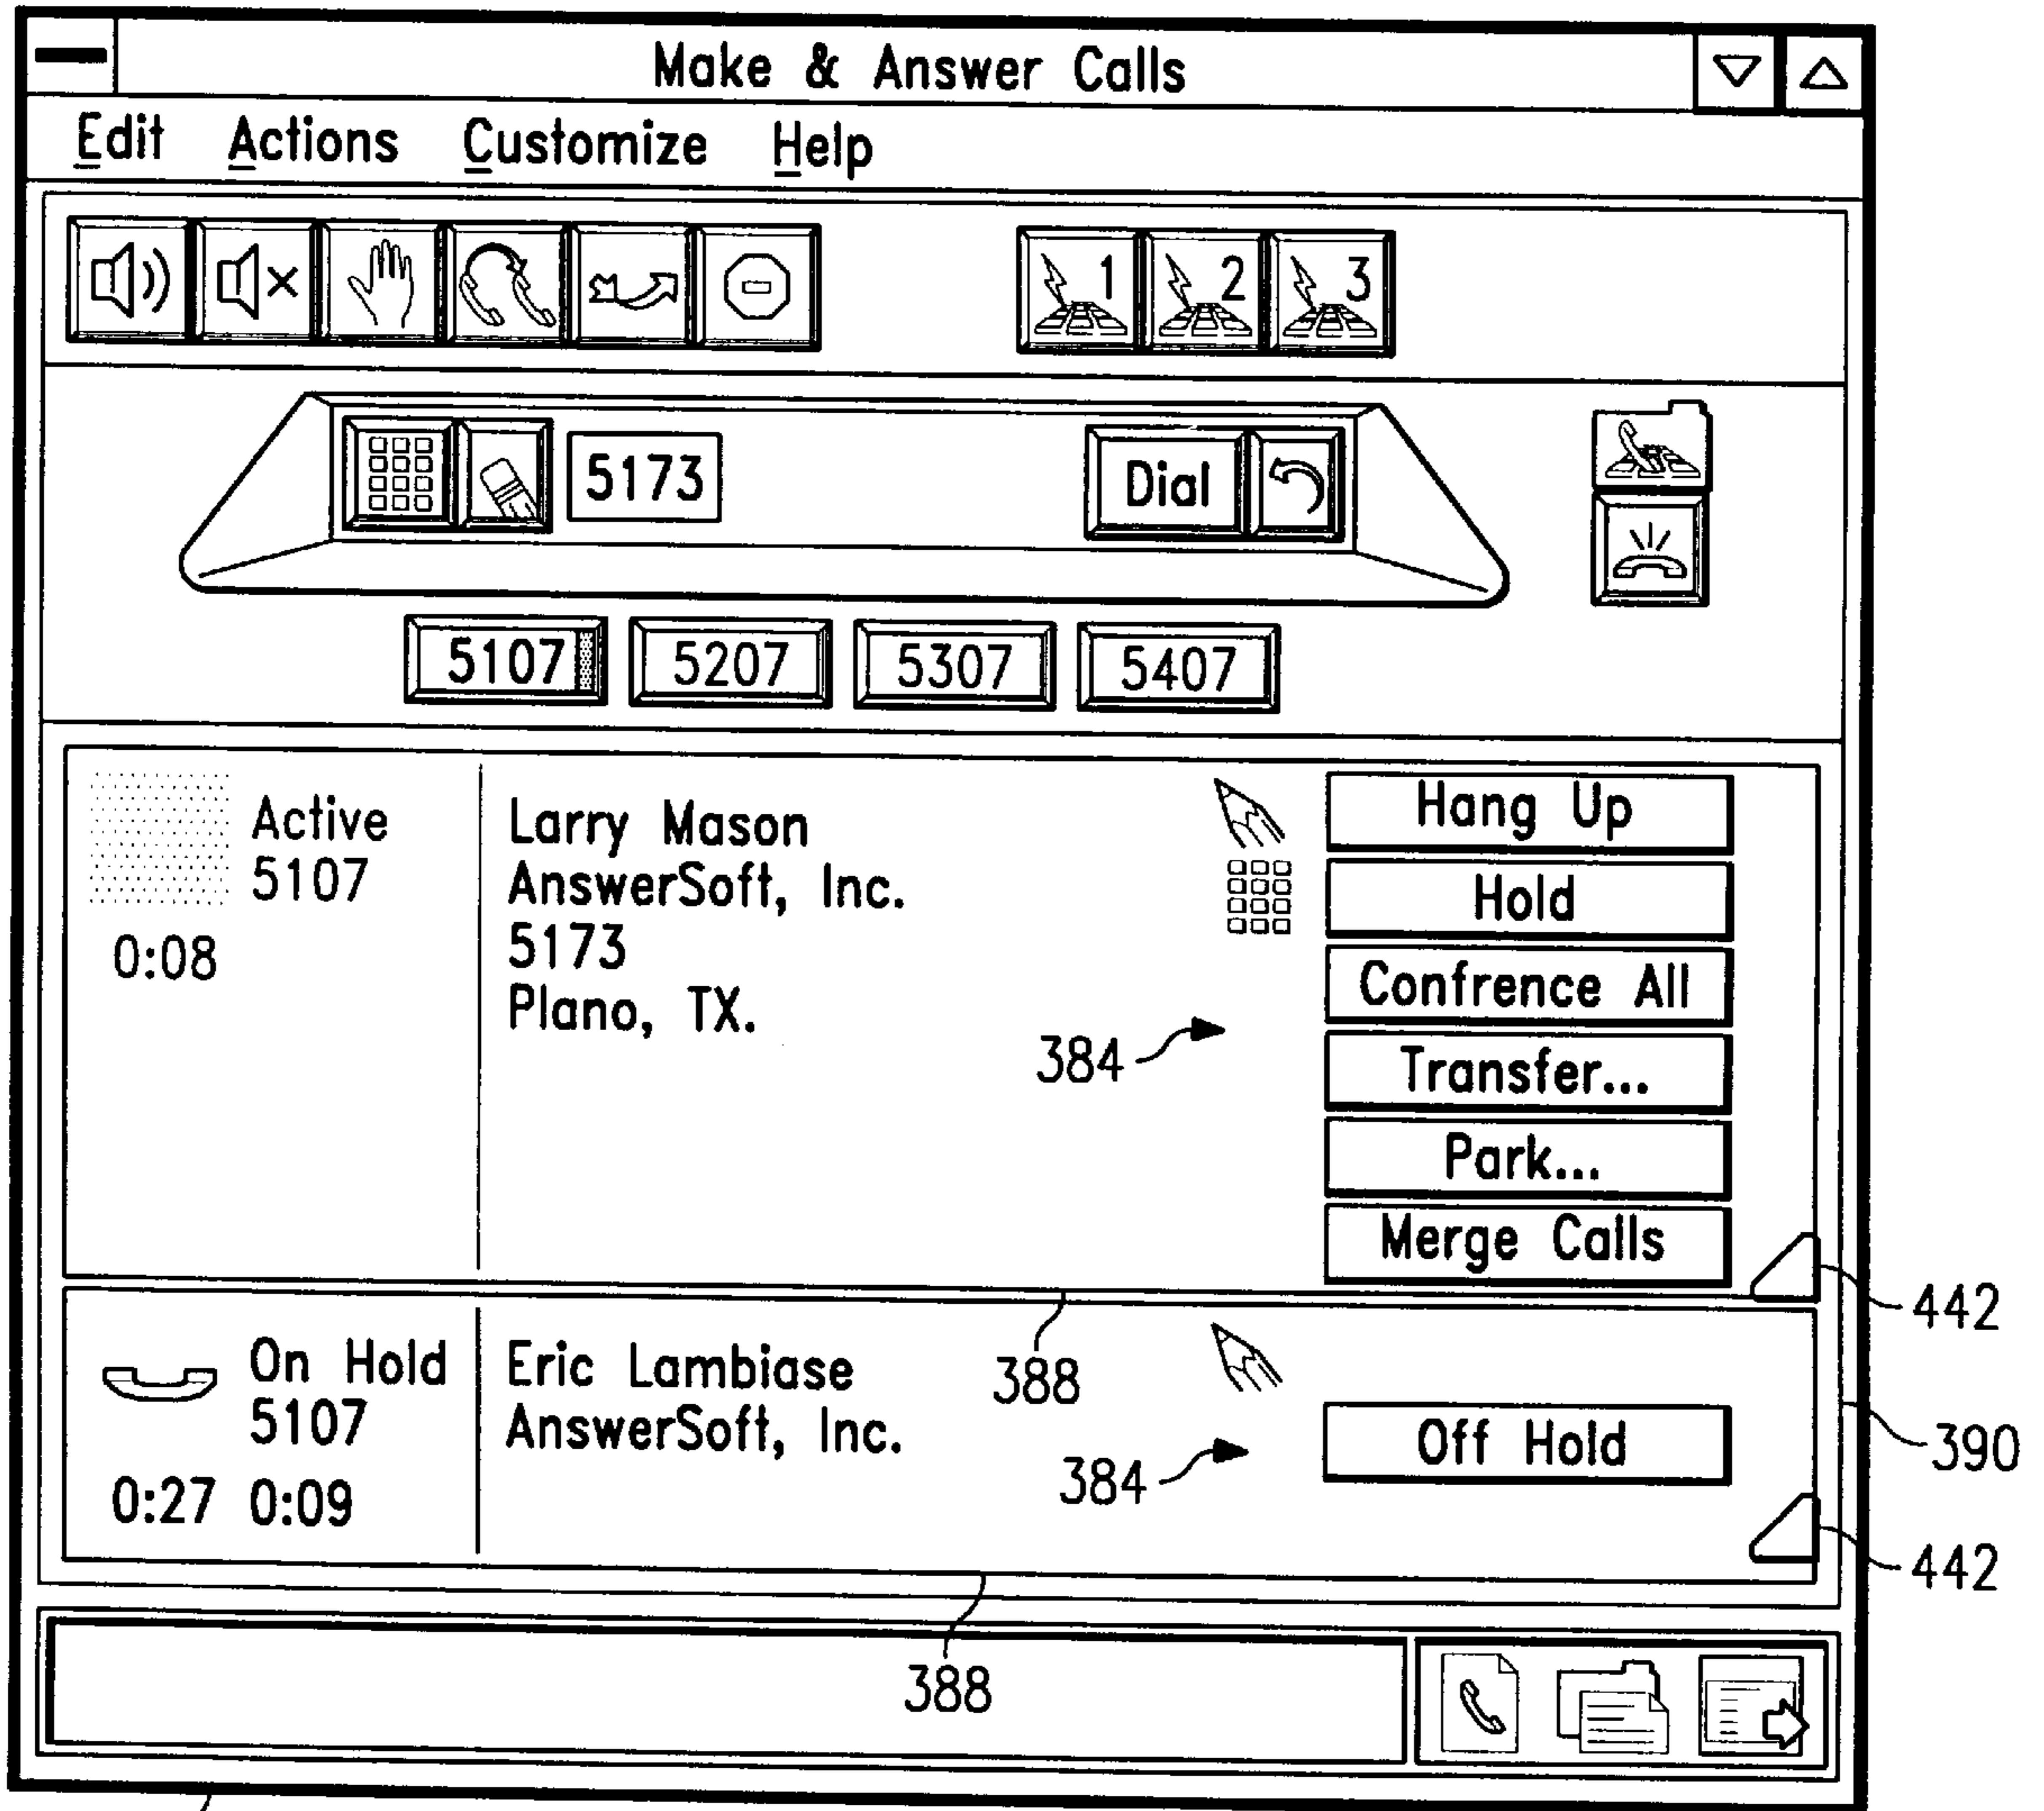 Make & Answer Calls
Edit Actions Customize Help
1 2 3
5173 Dial
5107 5207 5307 5407
Active
5107
0:08
Larry Mason
AnswerSoft, Inc.
5173
Plano, TX.
Hang Up
Hold
Confrence All
384
Transfer...
Park...
Merge Calls
442
388
On Hold
5107
0:27 0:09
Eric Lambiase
AnswerSoft, Inc.
384
Off Hold
390
442
388